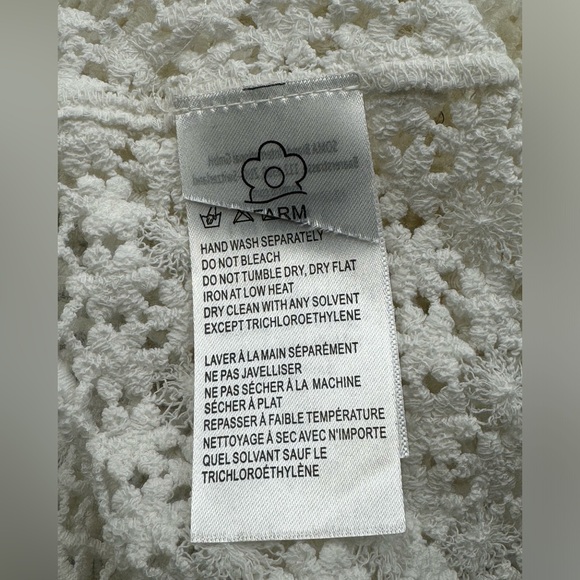 FARM
HAND WASH SEPARATELY
DO NOT BLEACH
DO NOT TUMBLE DRY, DRY FLAT
IRON AT LOW HEAT
DRY CLEAN WITH ANY SOLVENT
EXCEPT TRICHLOROETHYLENE
LAVER À LA MAIN SÉPARÉMENT
NE PAS JAVELLISER
NE PAS SÉCHER À LA MACHINE
SÉCHER À PLAT
REPASSER À FAIBLE TEMPÉRATURE
NETTOYAGE À SEC AVEC N'IMPORTE
QUEL SOLVANT SAUF LE
TRICHLOROÉTHYLÈNE